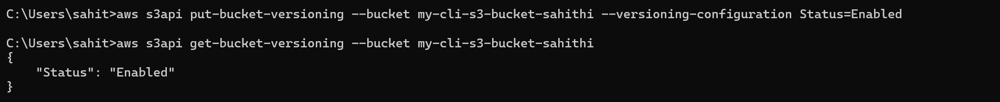 C:\Users\sahit>aws s3api put-bucket-versioning --bucket my-cli-s3-bucket-sahithi --versioning-configuration Status=Enabled
C:\Users\sahit>aws s3api get-bucket-versioning --bucket my-cli-s3-bucket-sahithi
{
    "Status": "Enabled"
}